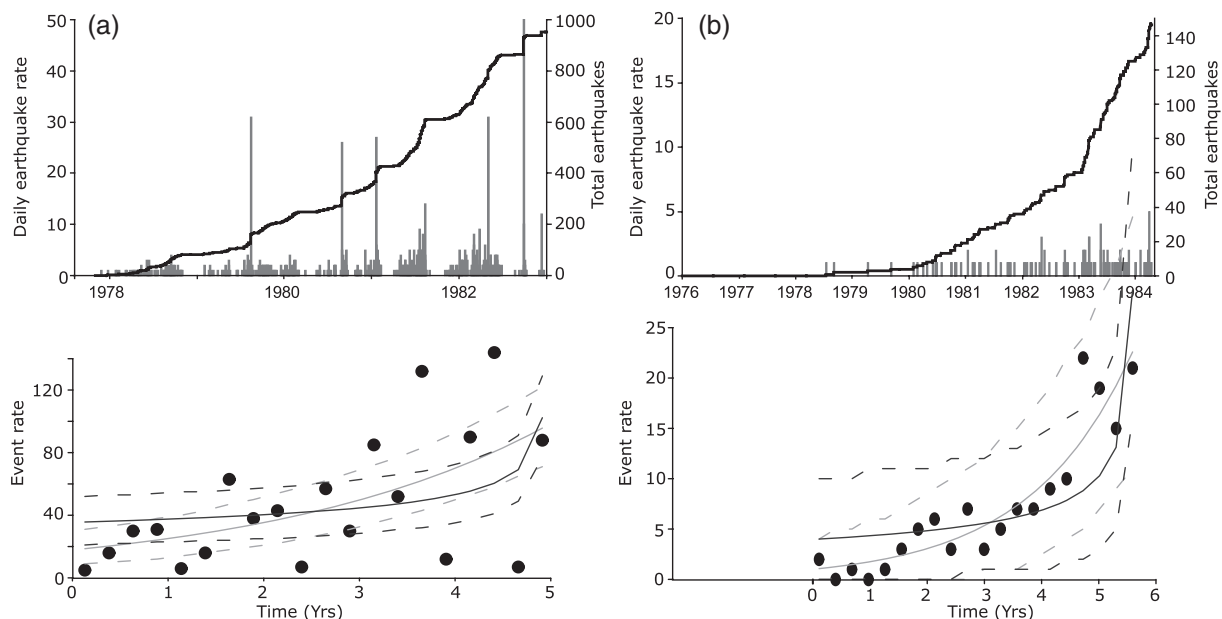 (a)
Daily earthquake rate
50
40
30
20
10
0
1000
800
600
400
200
0
Total earthquakes
1978 1980 1982
(b)
Daily earthquake rate
20
15
10
5
0
140
120
100
80
60
40
20
0
Total earthquakes
1976 1977 1978 1979 1980 1981 1982 1983 1984
Event rate
120
80
40
0
0 1 2 3 4 5
Time (Yrs)
Event rate
25
20
15
10
5
0
0 1 2 3 4 5 6
Time (Yrs)